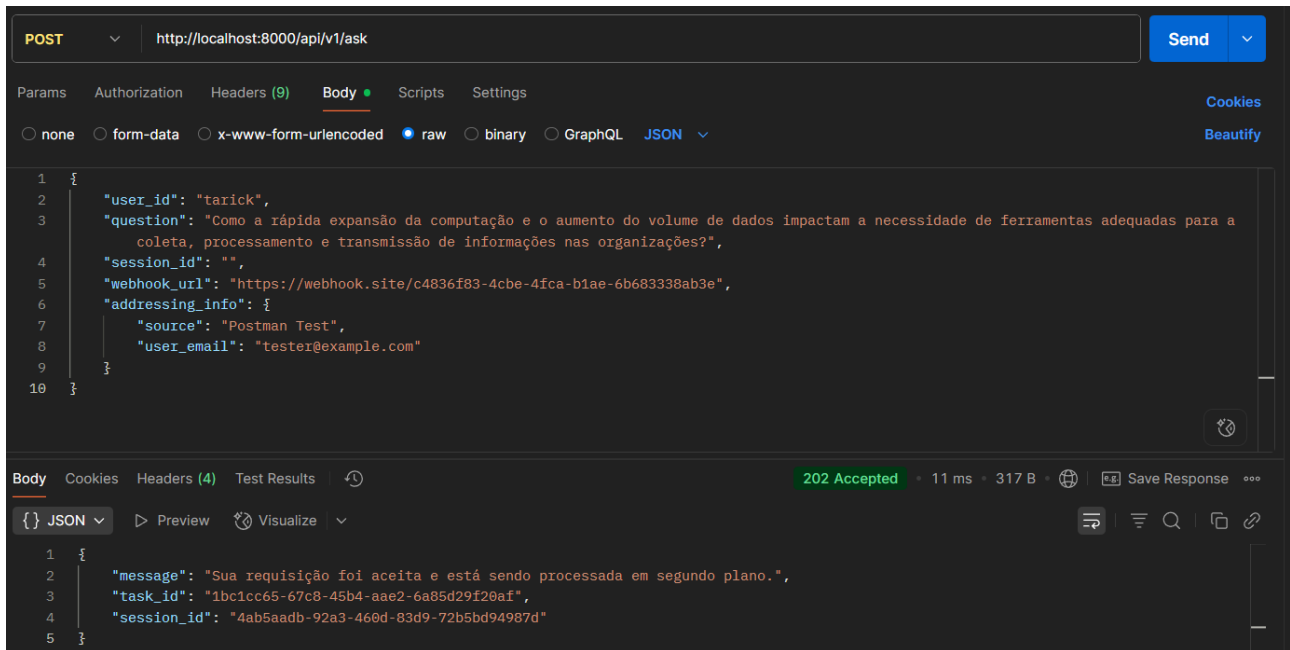 POST http://localhost:8000/api/v1/ask Send
Params Authorization Headers (9) Body Scripts Settings Cookies
none form-data x-www-form-urlencoded raw binary GraphQL JSON Beautify
1 {
2 "user_id": "tarick",
3 "question": "Como a rápida expansão da computação e o aumento do volume de dados impactam a necessidade de ferramentas adequadas para a
coleta, processamento e transmissão de informações nas organizações?",
4 "session_id": "",
5 "webhook_url": "https://webhook.site/c4836f83-4cbe-4fca-b1ae-6b683338ab3e",
6 "addressing_info": {
7 "source": "Postman Test",
8 "user_email": "tester@example.com"
9 }
10 }
Body Cookies Headers (4) Test Results 202 Accepted • 11 ms • 317 B • e.g. Save Response
{} JSON Preview Visualize
1 {
2 "message": "Sua requisição foi aceita e está sendo processada em segundo plano.",
3 "task_id": "1bc1cc65-67c8-45b4-aae2-6a85d29f20af",
4 "session_id": "4ab5aadb-92a3-460d-83d9-72b5bd94987d"
5 }